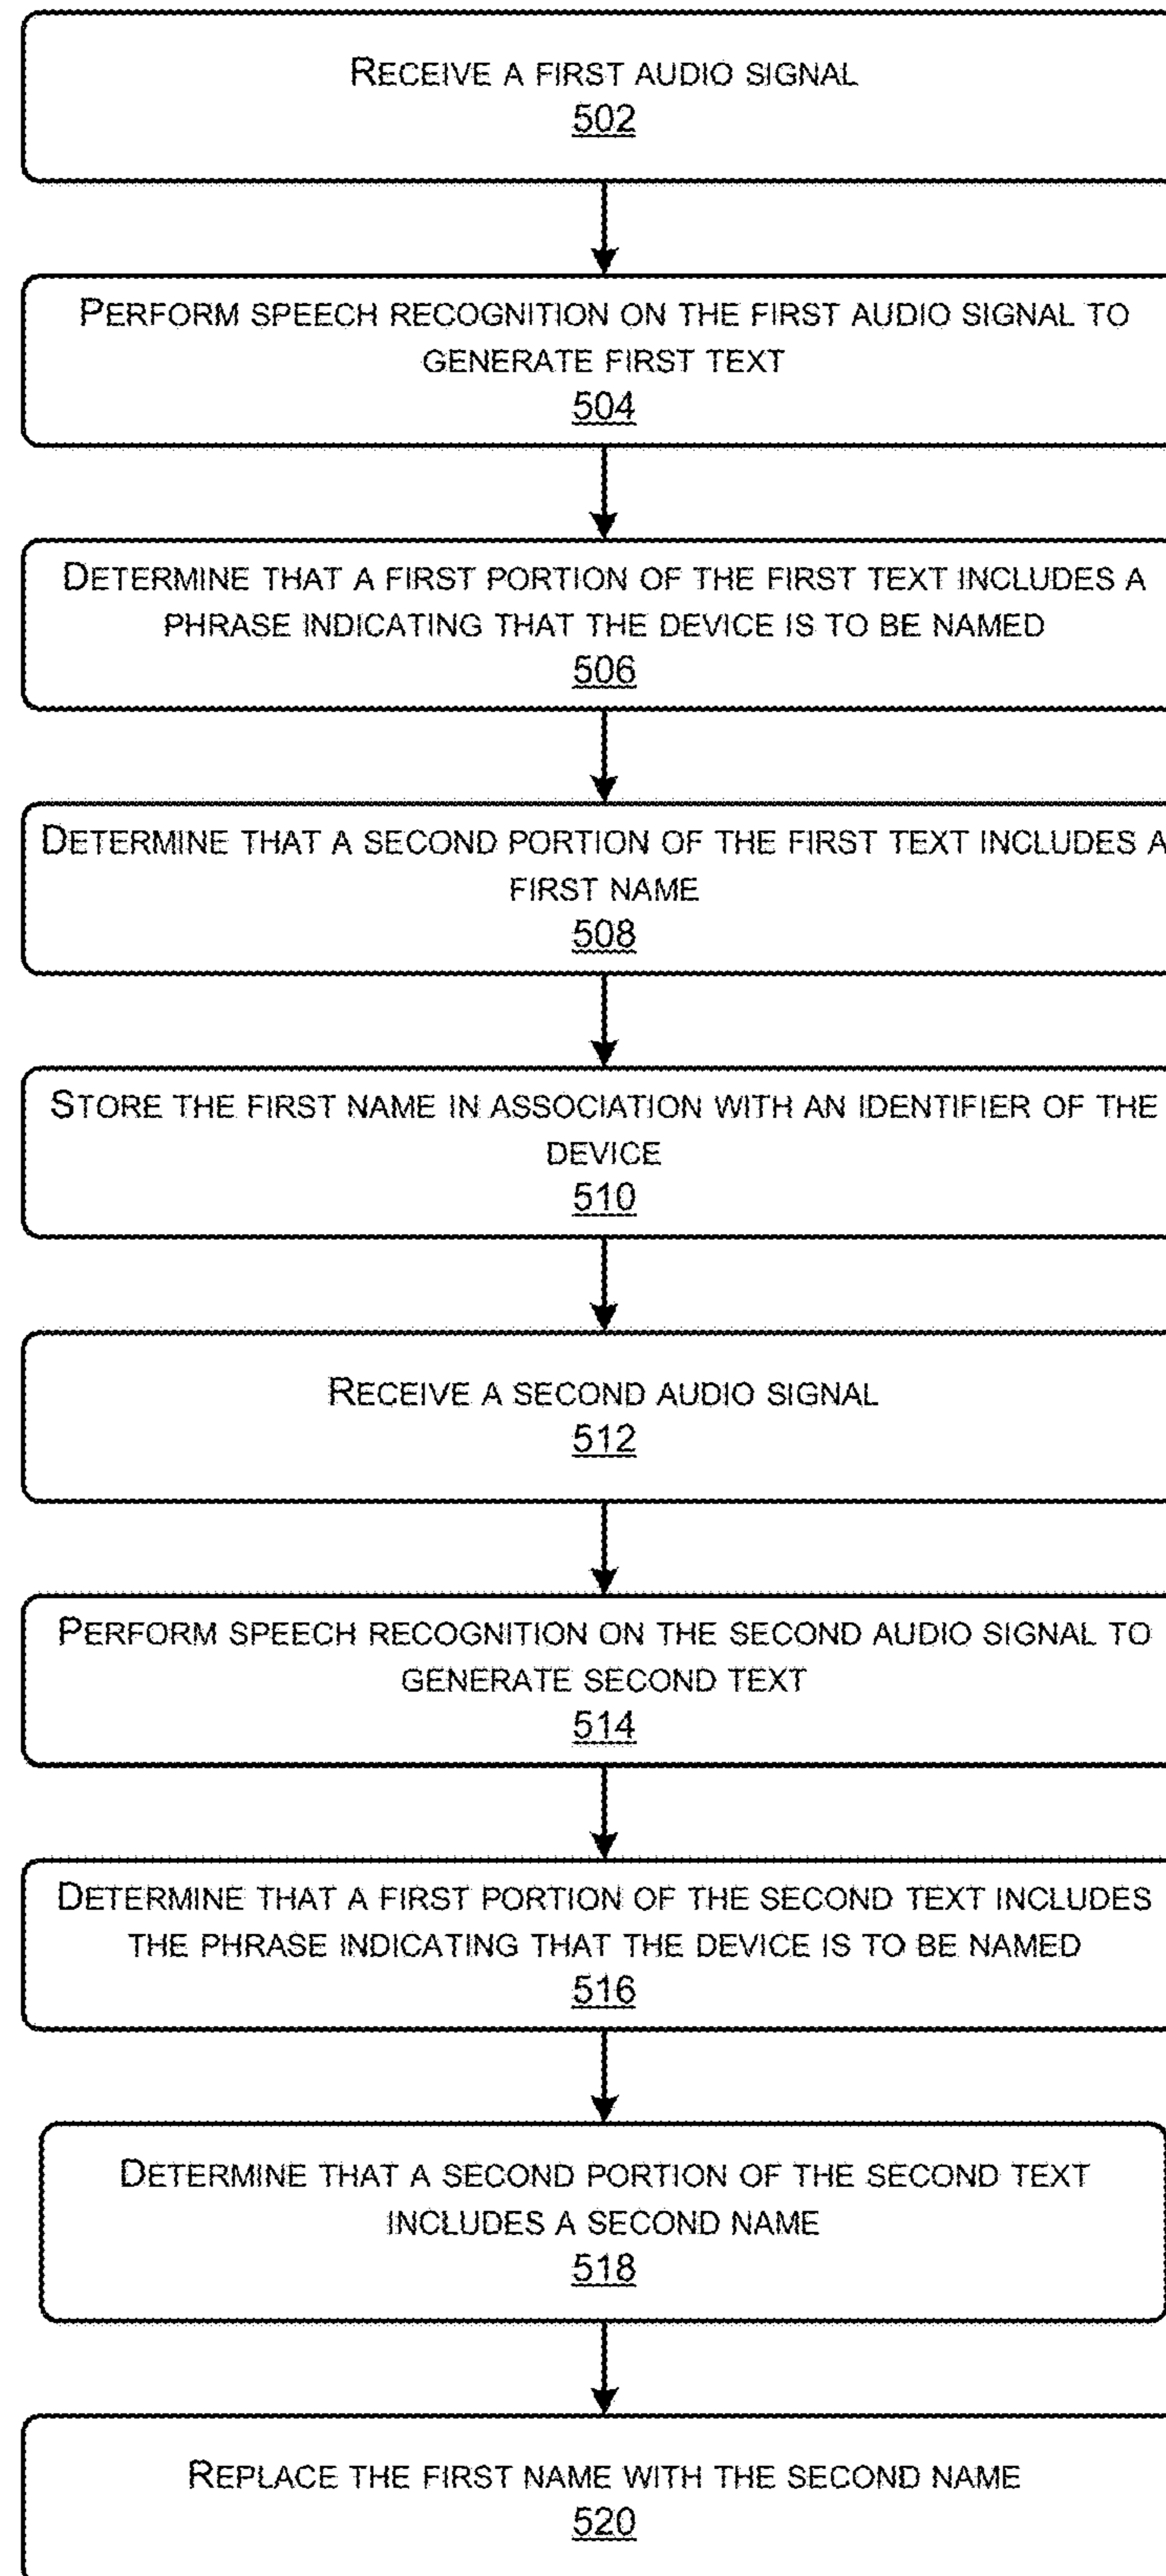 RECEIVE A FIRST AUDIO SIGNAL
502
PERFORM SPEECH RECOGNITION ON THE FIRST AUDIO SIGNAL TO
GENERATE FIRST TEXT
504
DETERMINE THAT A FIRST PORTION OF THE FIRST TEXT INCLUDES A
PHRASE INDICATING THAT THE DEVICE IS TO BE NAMED
506
DETERMINE THAT A SECOND PORTION OF THE FIRST TEXT INCLUDES A
FIRST NAME
508
STORE THE FIRST NAME IN ASSOCIATION WITH AN IDENTIFIER OF THE
DEVICE
510
RECEIVE A SECOND AUDIO SIGNAL
512
PERFORM SPEECH RECOGNITION ON THE SECOND AUDIO SIGNAL TO
GENERATE SECOND TEXT
514
DETERMINE THAT A FIRST PORTION OF THE SECOND TEXT INCLUDES
THE PHRASE INDICATING THAT THE DEVICE IS TO BE NAMED
516
DETERMINE THAT A SECOND PORTION OF THE SECOND TEXT
INCLUDES A SECOND NAME
518
REPLACE THE FIRST NAME WITH THE SECOND NAME
520